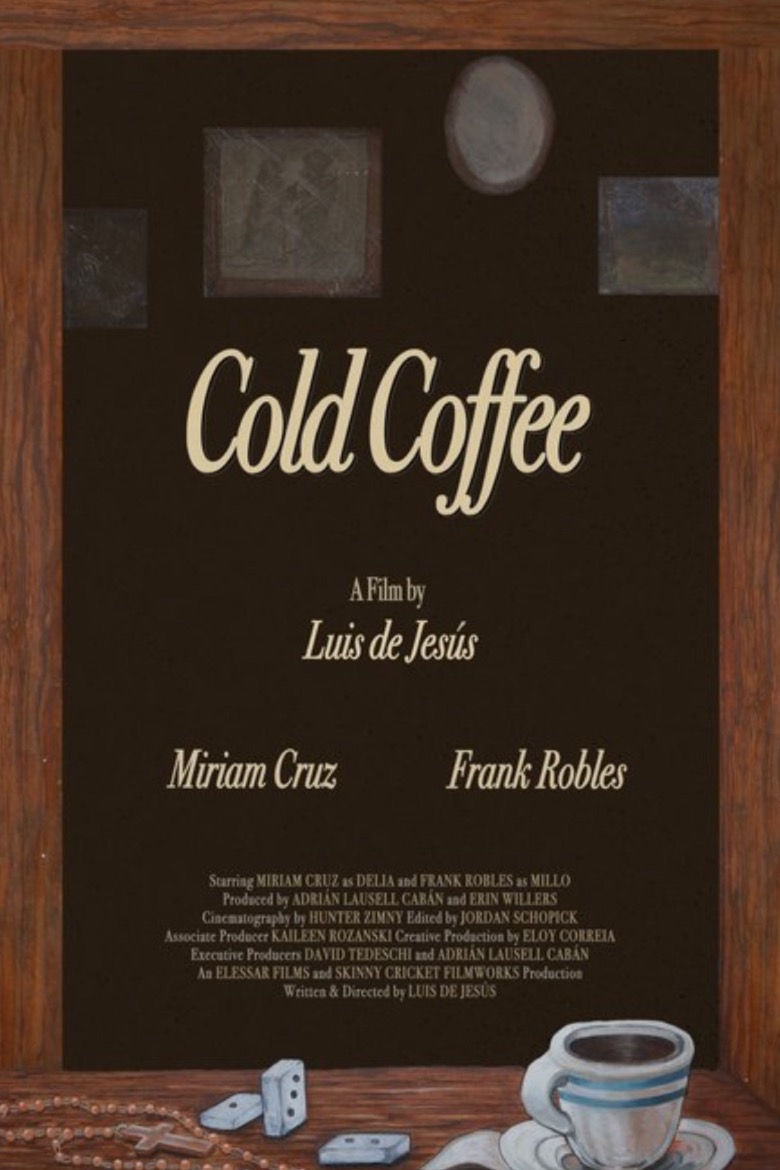 Cold Coffee
A Film by
Luis de Jesús
Miriam Cruz
Frank Robles
Starring MIRIAM CRUZ as DELIA and FRANK ROBLES as MILLO
Produced by ADRIÁN LAUSELL CABÁN and ERIN WILLERS
Cinematography by HUNTER ZIMNY Edited by JORDAN SCHOPICK
Associate Producer KAILEEN ROZANSKI Creative Production by ELOY CORREIA
Executive Producers DAVID TEDESCHI and ADRIÁN LAUSELL CABÁN
An ELESSAR FILMS and SKINNY CRICKET FILMWORKS Production
Written & Directed by LUIS DE JESÚS